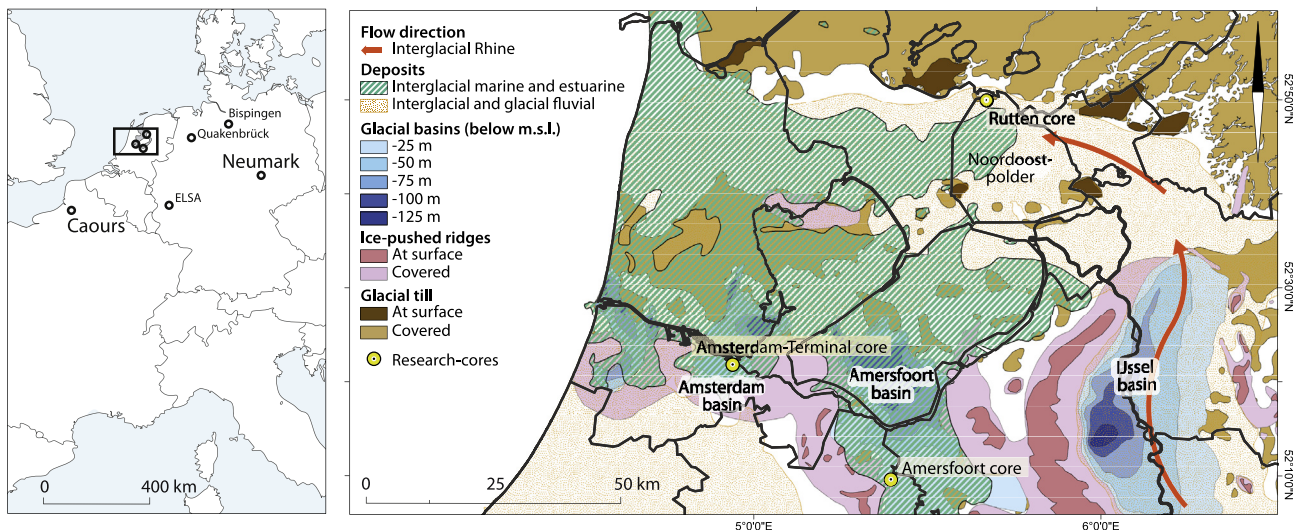 Bispingen
Quakenbrück
Neumark
ELSA
Caours
0 400 km
Flow direction
Interglacial Rhine
Deposits
Interglacial marine and estuarine
Interglacial and glacial fluvial
Glacial basins (below m.s.l.)
-25 m
-50 m
-75 m
-100 m
-125 m
Ice-pushed ridges
At surface
Covered
Glacial till
At surface
Covered
Research-cores
0 25 50 km
Rutten core
Noordoost-
polder
Amsterdam-Terminal core
Amsterdam
basin
Amersfoort
basin
IJssel
basin
Amersfoort core
52°50'0"N
52°30'0"N
52°10'0"N
5°0'0"E 6°0'0"E